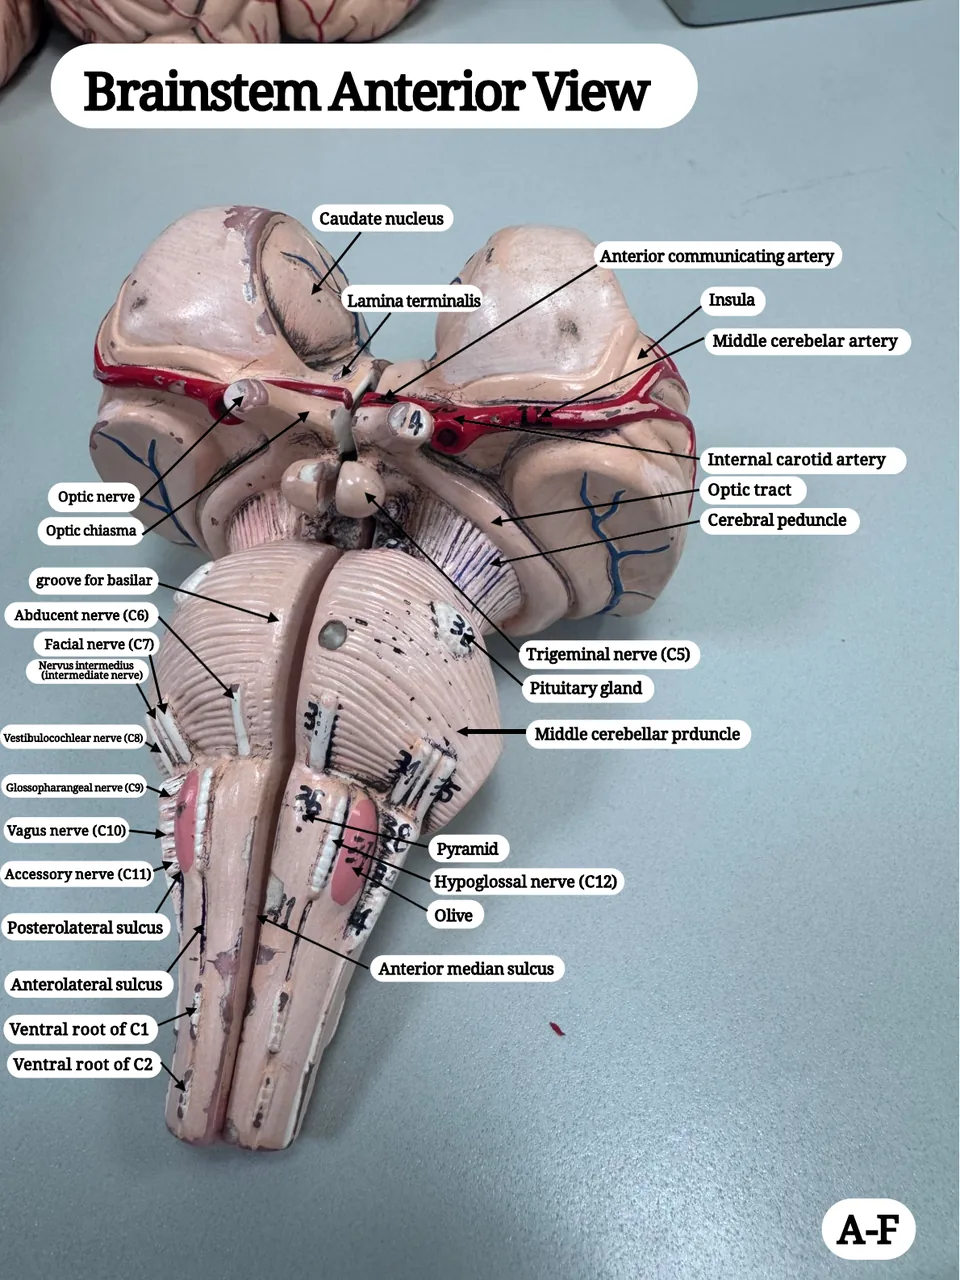 Brainstem Anterior View
Caudate nucleus
Anterior communicating artery
Lamina terminalis
Insula
Middle cerebelar artery
4
Internal carotid artery
Optic nerve
Optic tract
Optic chiasma
Cerebral peduncle
groove for basilar
Abducent nerve (C6)
Facial nerve (C7)
Nervus intermedius
(intermediate nerve)
Trigeminal nerve (C5)
Pituitary gland
Vestibulocochlear nerve (C8)
Middle cerebellar prduncle
Glossopharangeal nerve (C9)
Vagus nerve (C10)
Pyramid
Accessory nerve (C11)
Hypoglossal nerve (C12)
Olive
Posterolateral sulcus
Anterolateral sulcus
Anterior median sulcus
Ventral root of C1
Ventral root of C2
A-F